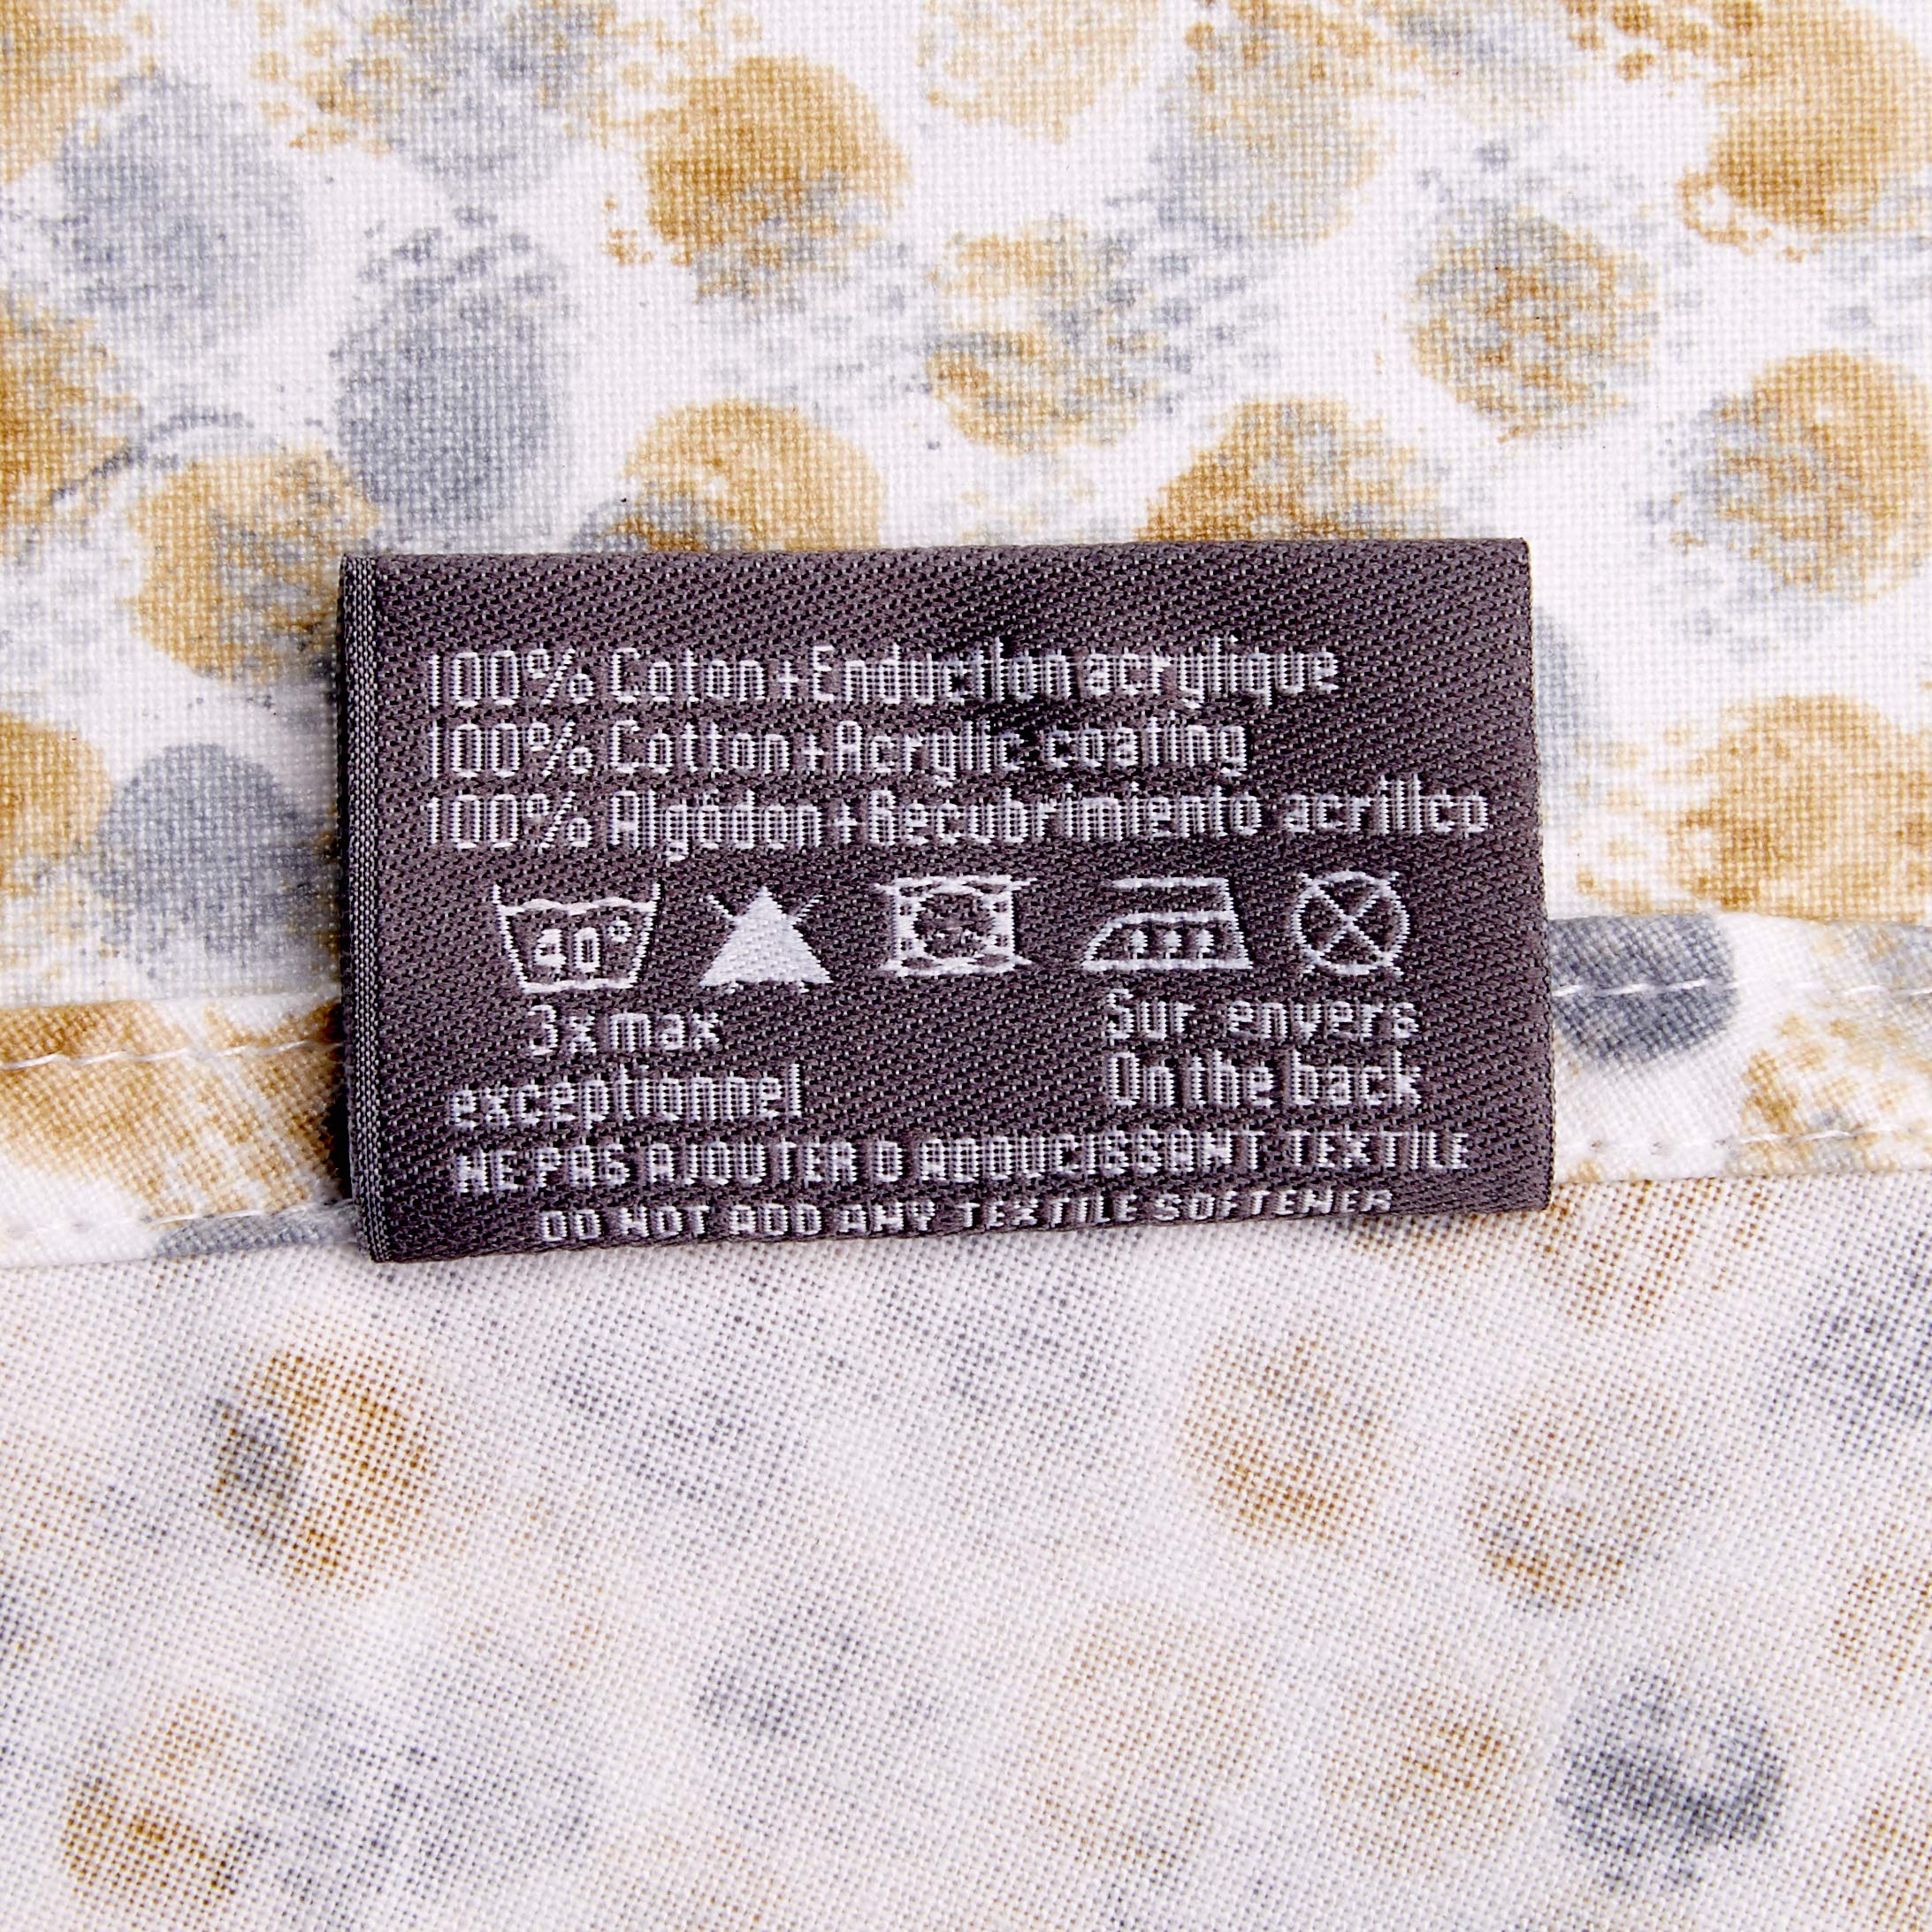 100% Coton+Enduction acrylique
100% Cotton+Acrylic coating
100% Algódon+Recubrimiento acrílico
40°
3x max
exceptionnel
Sur envers
On the back
NE PAS AJOUTER D ADOUCISSANT TEXTILE
DO NOT ADD ANY TEXTILE SOFTENER